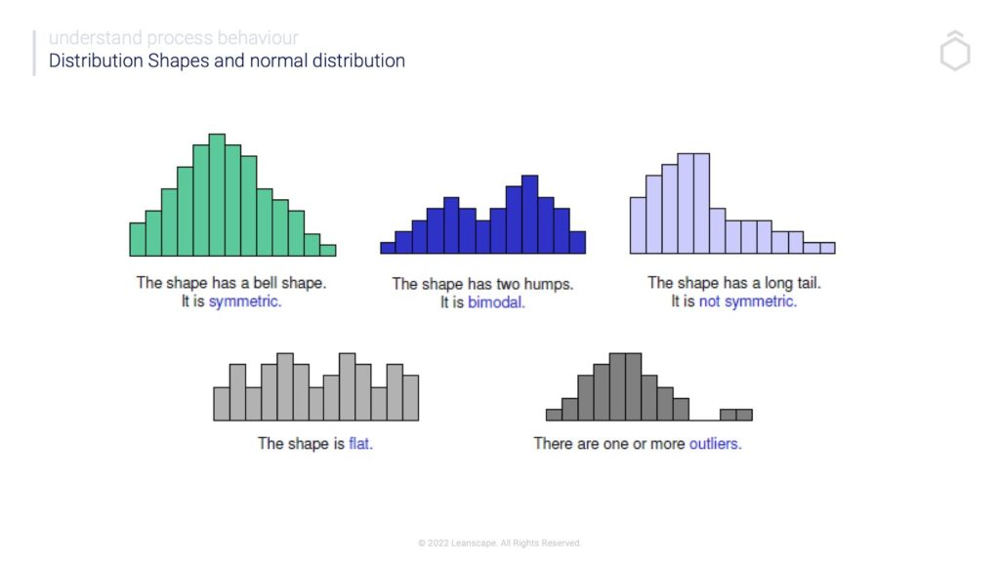 understand process behaviour
Distribution Shapes and normal distribution
The shape has a bell shape.
It is symmetric.
The shape has two humps.
It is bimodal.
The shape has a long tail.
It is not symmetric.
The shape is flat.
There are one or more outliers.
© 2022 Leanscape. All Rights Reserved.